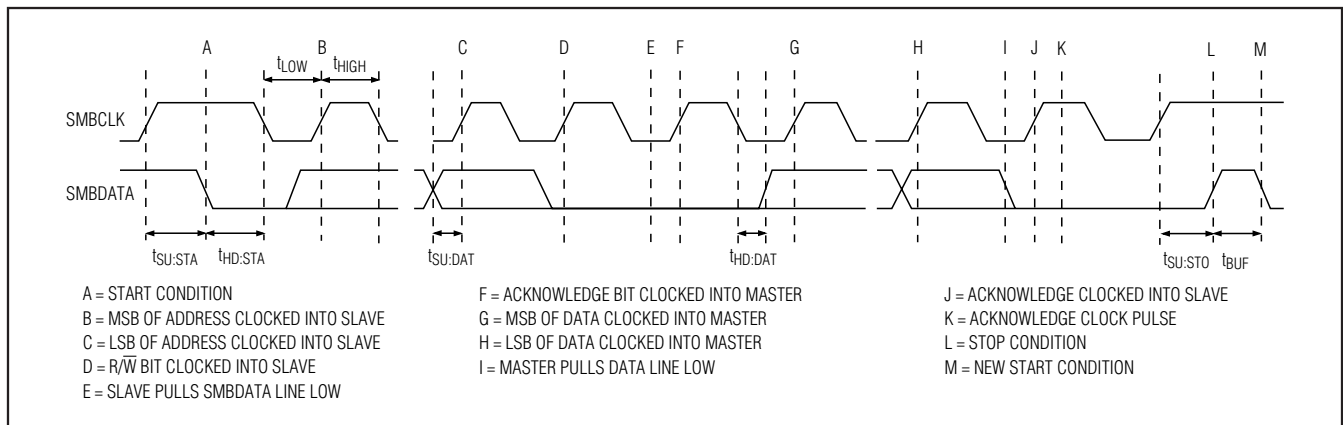 A B C D E F G H I J K L M
tLOW tHIGH
SMBCLK
SMBDATA
tSU:STA tHD:STA tSU:DAT tHD:DAT tSU:STO tBUF
A = START CONDITION
B = MSB OF ADDRESS CLOCKED INTO SLAVE
C = LSB OF ADDRESS CLOCKED INTO SLAVE
D = R/W̅ BIT CLOCKED INTO SLAVE
E = SLAVE PULLS SMBDATA LINE LOW
F = ACKNOWLEDGE BIT CLOCKED INTO MASTER
G = MSB OF DATA CLOCKED INTO MASTER
H = LSB OF DATA CLOCKED INTO MASTER
I = MASTER PULLS DATA LINE LOW
J = ACKNOWLEDGE CLOCKED INTO SLAVE
K = ACKNOWLEDGE CLOCK PULSE
L = STOP CONDITION
M = NEW START CONDITION